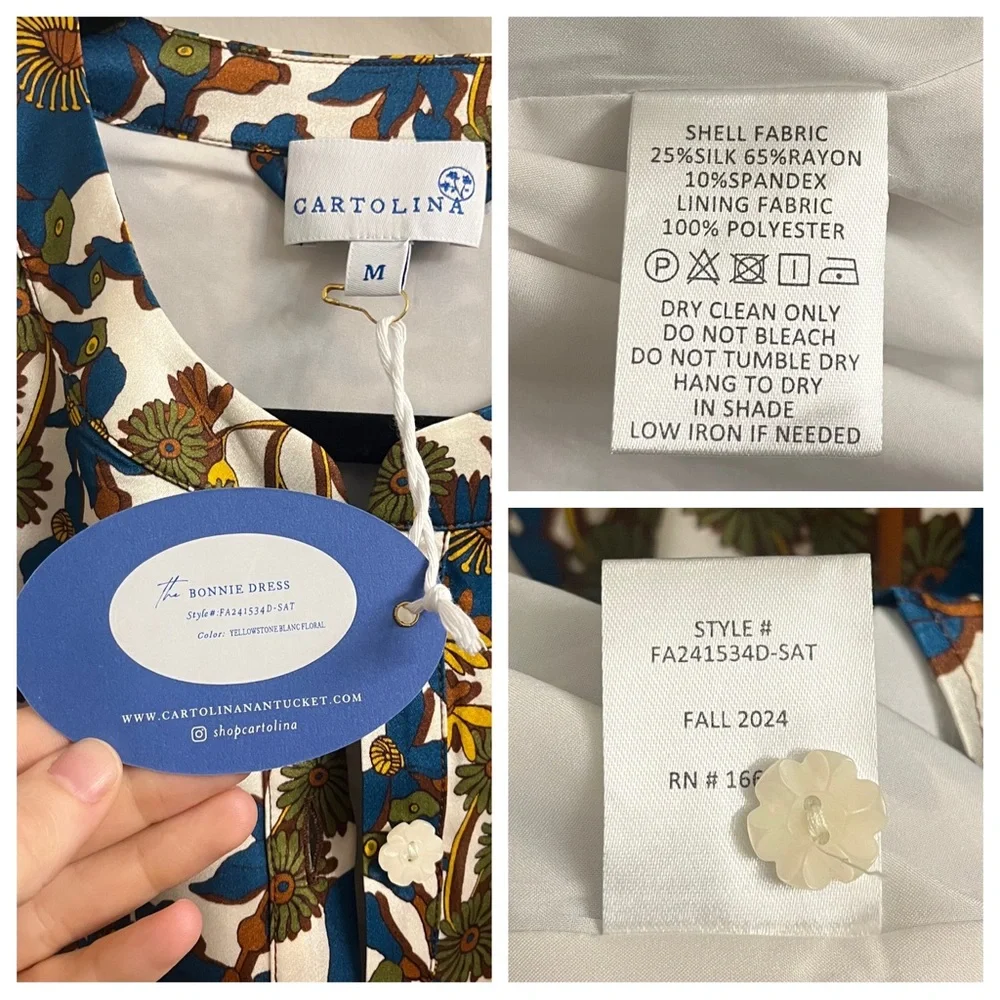 CARTOLINA
M
the BONNIE DRESS
Style#:FA241534D-SAT
Color: YELLOWSTONE BLANC FLORAL
WWW.CARTOLINANANTUCKET.COM
shopcartolina
SHELL FABRIC
25%SILK 65%RAYON
10%SPANDEX
LINING FABRIC
100% POLYESTER
P
DRY CLEAN ONLY
DO NOT BLEACH
DO NOT TUMBLE DRY
HANG TO DRY
IN SHADE
LOW IRON IF NEEDED
STYLE #
FA241534D-SAT
FALL 2024
RN #